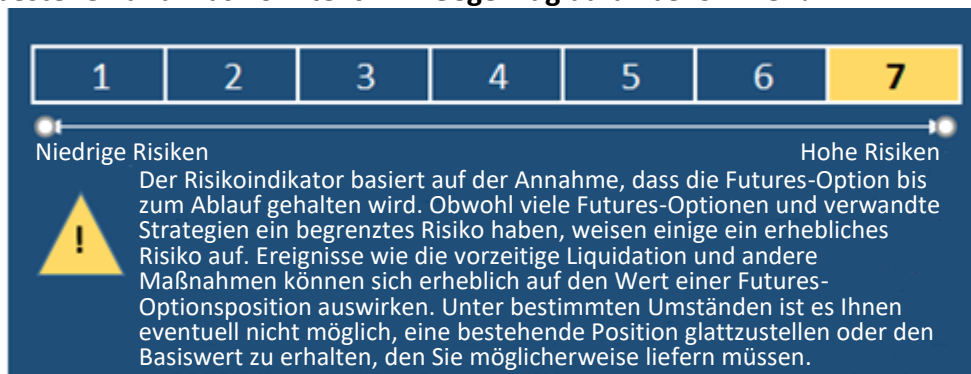 1 2 3 4 5 6 7
Niedrige Risiken Hohe Risiken
Der Risikoindikator basiert auf der Annahme, dass die Futures-Option bis
zum Ablauf gehalten wird. Obwohl viele Futures-Optionen und verwandte
Strategien ein begrenztes Risiko haben, weisen einige ein erhebliches
Risiko auf. Ereignisse wie die vorzeitige Liquidation und andere
Maßnahmen können sich erheblich auf den Wert einer Futures-
Optionsposition auswirken. Unter bestimmten Umständen ist es Ihnen
eventuell nicht möglich, eine bestehende Position glattzustellen oder den
Basiswert zu erhalten, den Sie möglicherweise liefern müssen.